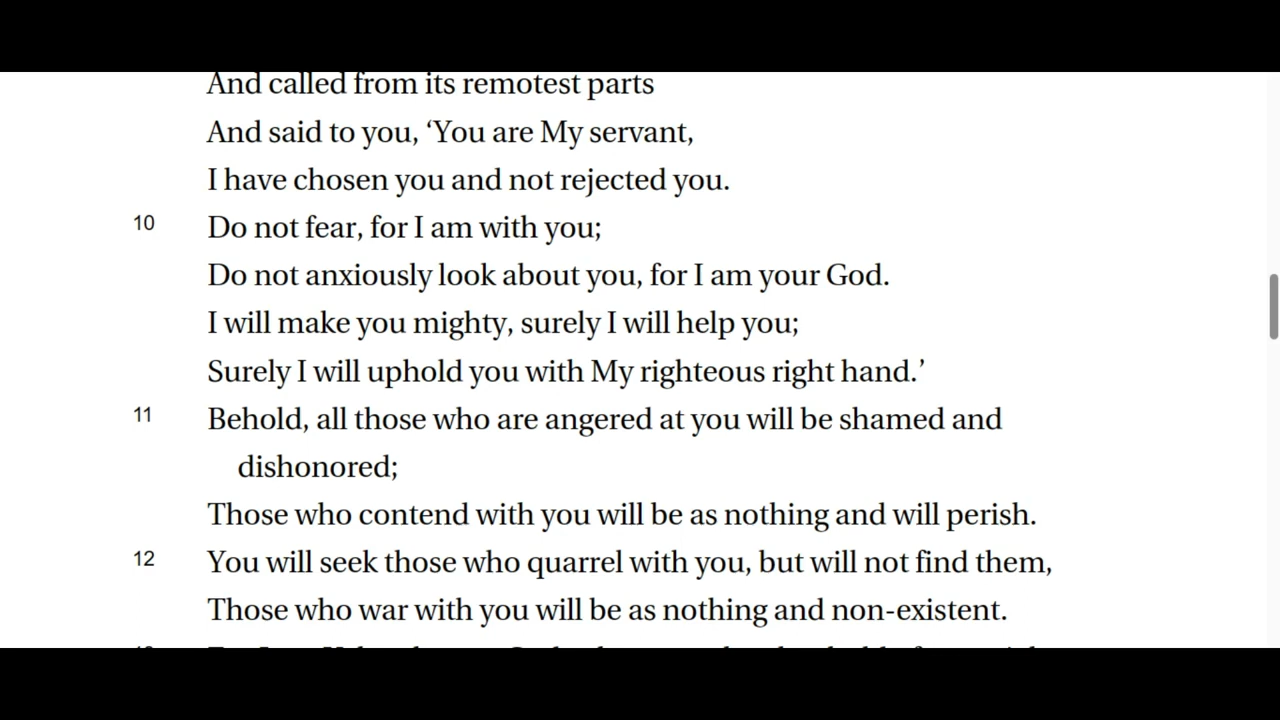 And called from its remotest parts
And said to you, ‘You are My servant,
I have chosen you and not rejected you.
10 Do not fear, for I am with you;
Do not anxiously look about you, for I am your God.
I will make you mighty, surely I will help you;
Surely I will uphold you with My righteous right hand.’
11 Behold, all those who are angered at you will be shamed and
dishonored;
Those who contend with you will be as nothing and will perish.
12 You will seek those who quarrel with you, but will not find them,
Those who war with you will be as nothing and non-existent.